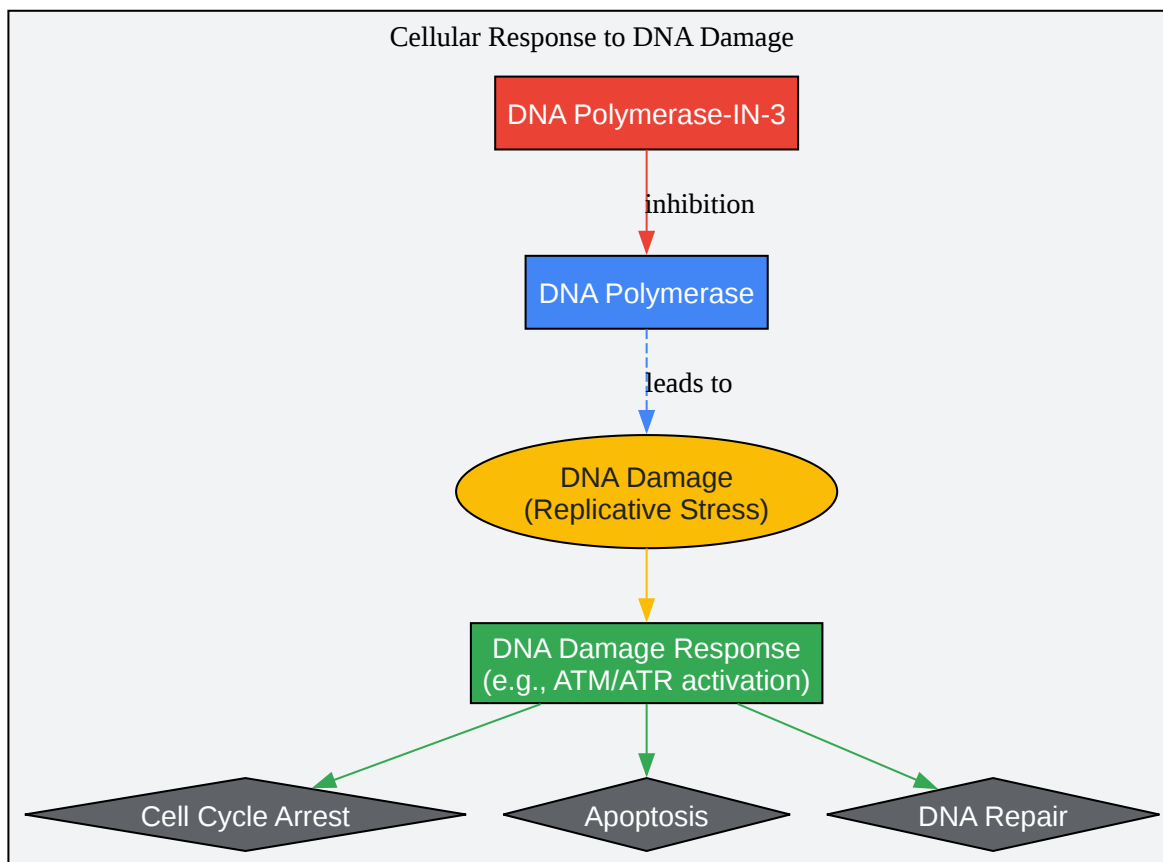 Cellular Response to DNA Damage
DNA Polymerase-IN-3
inhibition
DNA Polymerase
leads to
DNA Damage
(Replicative Stress)
DNA Damage Response
(e.g., ATM/ATR activation)
Cell Cycle Arrest
Apoptosis
DNA Repair